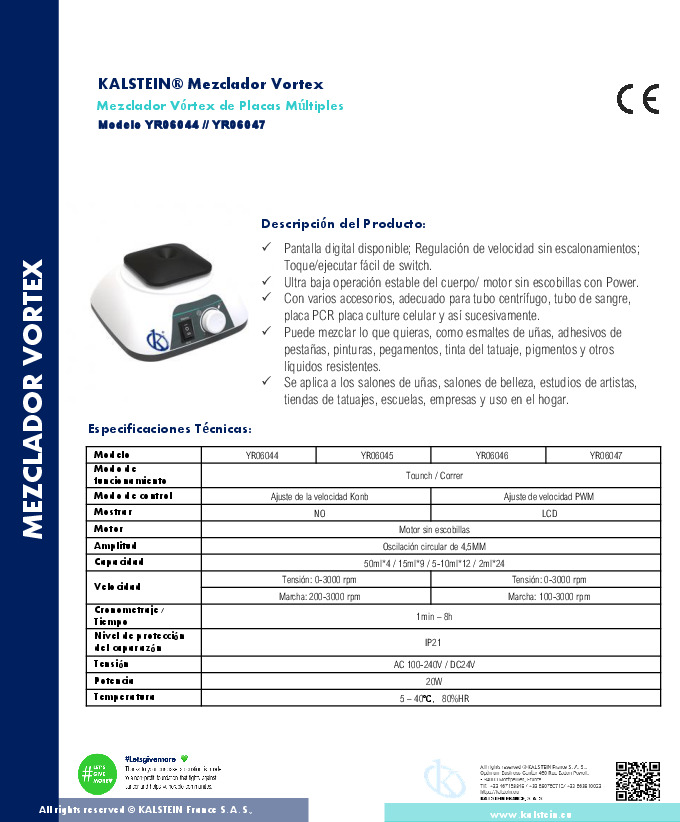 KALSTEIN® Mezclador Vortex
Mezclador Vórtex de Placas Múltiples
Modelo YR06044 // YR06047
CE
MEZCLADOR VORTEX
Descripción del Producto:
✓ Pantalla digital disponible; Regulación de velocidad sin escalonamientos;
Toque/ejecutar fácil de switch.
✓ Ultra baja operación estable del cuerpo/ motor sin escobillas con Power.
✓ Con varios accesorios, adecuado para tubo centrífugo, tubo de sangre,
placa PCR placa culture celular y así sucesivamente.
✓ Puede mezclar lo que quieras, como esmaltes de uñas, adhesivos de
pestañas, pinturas, pegamentos, tinta del tatuaje, pigmentos y otros
líquidos resistentes.
✓ Se aplica a los salones de uñas, salones de belleza, estudios de artistas,
tiendas de tatuajes, escuelas, empresas y uso en el hogar.
Especificaciones Técnicas:
Modelo YR06044 YR06045 YR06046 YR06047
Modo de
funcionamiento Tounch / Correr
Modo de control Ajuste de la velocidad Konb Ajuste de velocidad PWM
Mostrar NO LCD
Motor Motor sin escobillas
Amplitud Oscilación circular de 4,5MM
Capacidad 50ml*4 / 15ml*9 / 5-10ml*12 / 2ml*24
Velocidad Tensión: 0-3000 rpm Tensión: 0-3000 rpm
Marcha: 200-3000 rpm Marcha: 100-3000 rpm
Cronometraje /
Tiempo 1min – 8h
Nivel de protección
del caparazón IP21
Tensión AC 100-240V / DC24V
Potencia 20W
Temperatura 5 – 40℃, 80%HR
#Letsgivemore
# LET'S
GIVE
MORE
All rights reserved © KALSTEIN France S. A. S.,
KALSTEIN FRANCE, S. A. S
All rights reserved © KALSTEIN France S. A. S.,
www.kalstein.eu